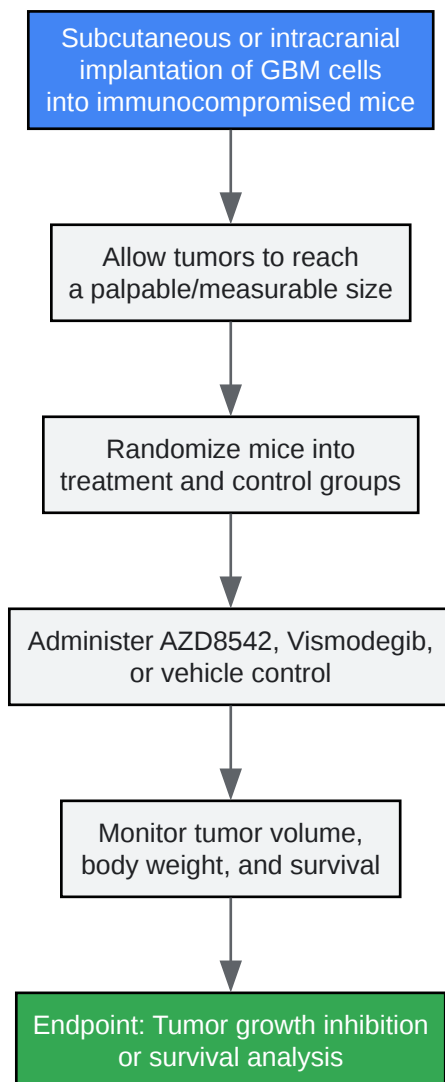 Subcutaneous or intracranial
implantation of GBM cells
into immunocompromised mice
Allow tumors to reach
a palpable/measurable size
Randomize mice into
treatment and control groups
Administer AZD8542, Vismodegib,
or vehicle control
Monitor tumor volume,
body weight, and survival
Endpoint: Tumor growth inhibition
or survival analysis